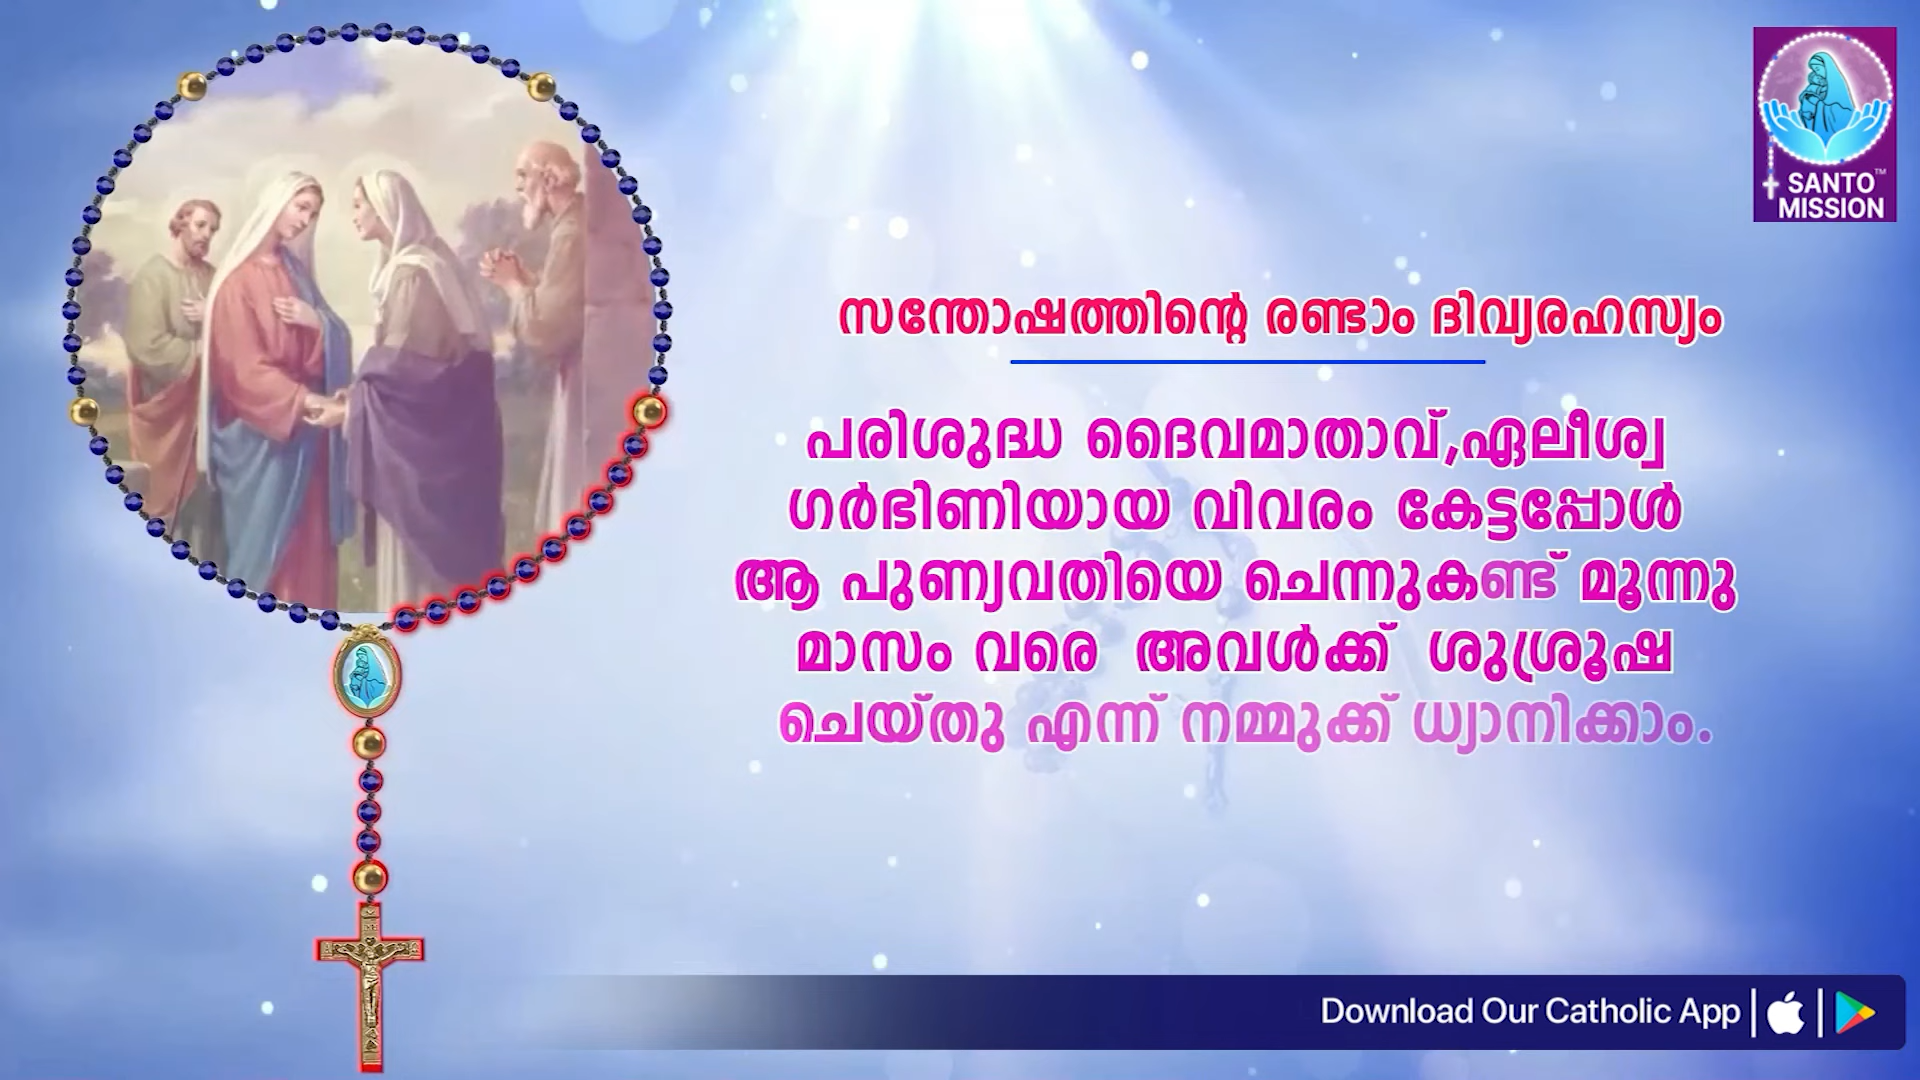 SANTO™
MISSION
സന്തോഷത്തിന്റെ രണ്ടാം ദിവ്യരഹസ്യം
പരിശുദ്ധ ദൈവമാതാവ്,ഏലീശ്വ
ഗർഭിണിയായ വിവരം കേട്ടപ്പോൾ
ആ പുണ്യവതിയെ ചെന്നുകണ്ട് മൂന്നു
മാസം വരെ അവൾക്ക് ശുശ്രൂഷ
ചെയ്തു എന്ന് നമ്മുക്ക് ധ്യാനിക്കാം.
Download Our Catholic App